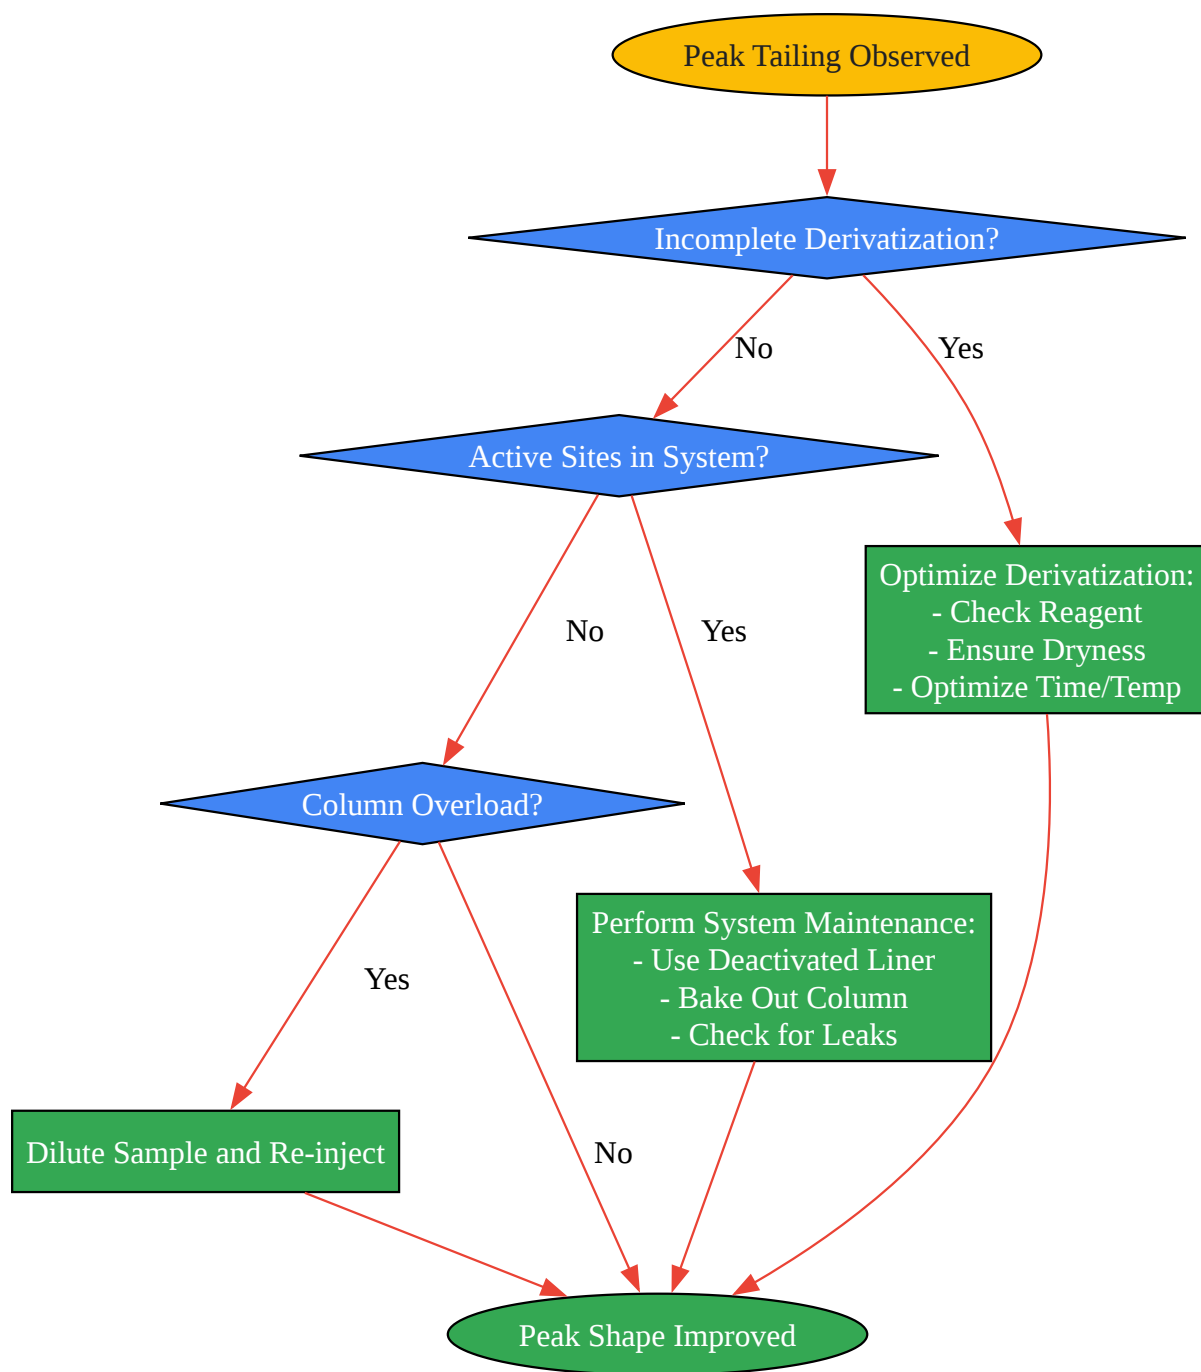 Peak Tailing Observed
Incomplete Derivatization?
No
Yes
Active Sites in System?
Optimize Derivatization:
- Check Reagent
- Ensure Dryness
- Optimize Time/Temp
No
Yes
Column Overload?
Perform System Maintenance:
- Use Deactivated Liner
- Bake Out Column
- Check for Leaks
Yes
Dilute Sample and Re-inject
No
Peak Shape Improved